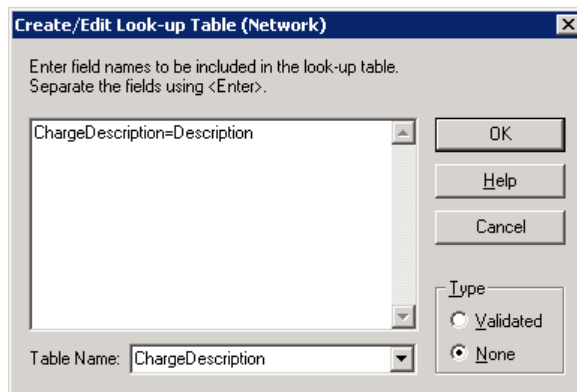 Create/Edit Look-up Table (Network)
Enter field names to be included in the look-up table.
Separate the fields using <Enter>.
ChargeDescription=Description
OK
Help
Cancel
Type
Validated
None
Table Name: ChargeDescription